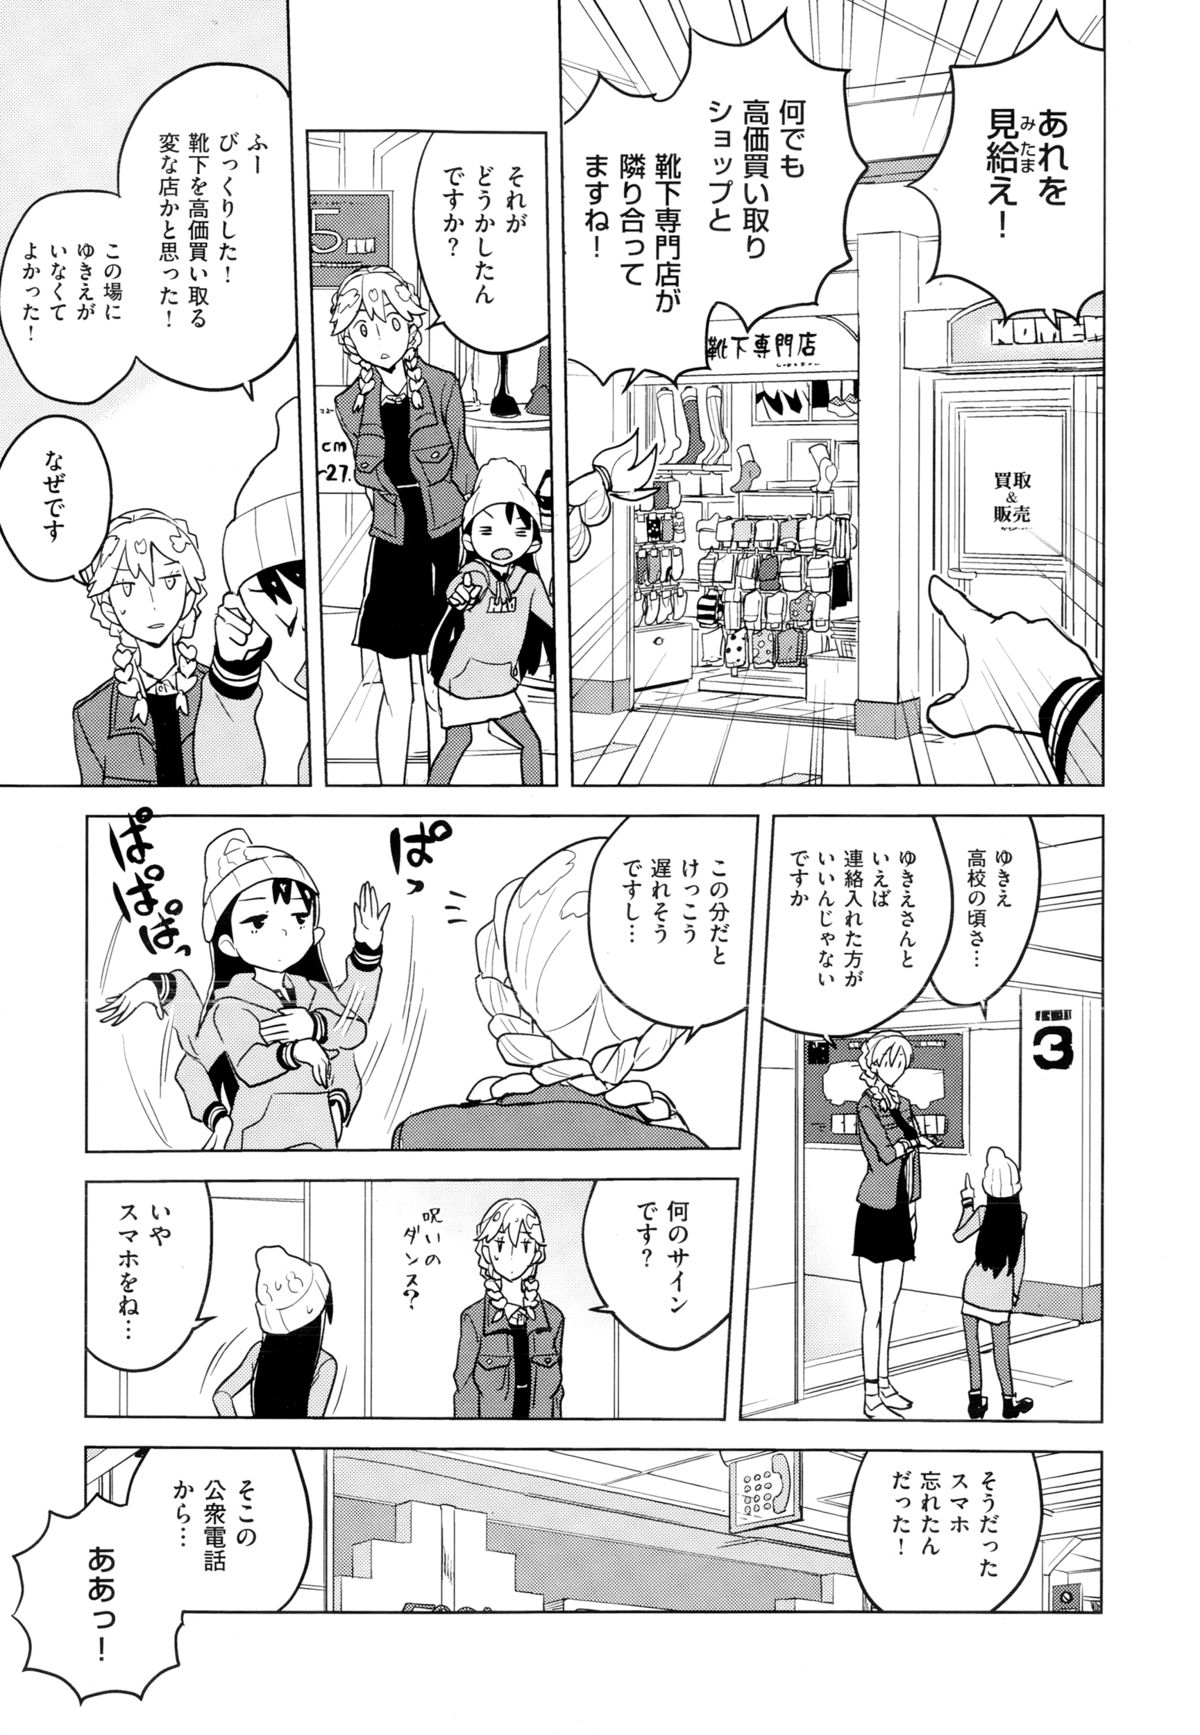 あれを
見給え！
みたま
何でも
高価買い取り
ショップと
靴下専門店が
隣り合って
ますね！
靴下専門店
買取
&
販売
それが
どうかしたん
ですか？
5
cm
-27.
ふー
びっくりした！
靴下を高価買い取る
変な店かと思った！
この場に
ゆきえが
いなくて
よかった！
なぜです
ゆきえ
高校の頃さ…
ゆきえさんと
いえば
連絡入れた方が
いいんじゃない
ですか
3
この分だと
けっこう
遅れそう
ですし…
ぱっ
ぱぱぱっ
何のサイン
です？
呪いの
ダンス？
いや
スマホをね…
そうだった
スマホ
忘れたん
だった！
そこの
公衆電話
から…
ああっ！